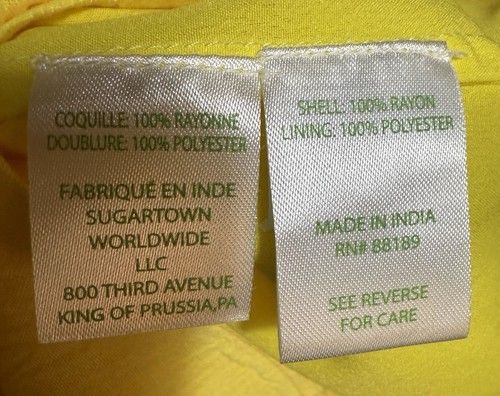 COQUILLE: 100% RAYONNE
DOUBLURE: 100% POLYESTER
FABRIQUÉ EN INDE
SUGARTOWN
WORLDWIDE
LLC
800 THIRD AVENUE
KING OF PRUSSIA,PA
SHELL: 100% RAYON
LINING: 100% POLYESTER
MADE IN INDIA
RN# 88189
SEE REVERSE
FOR CARE